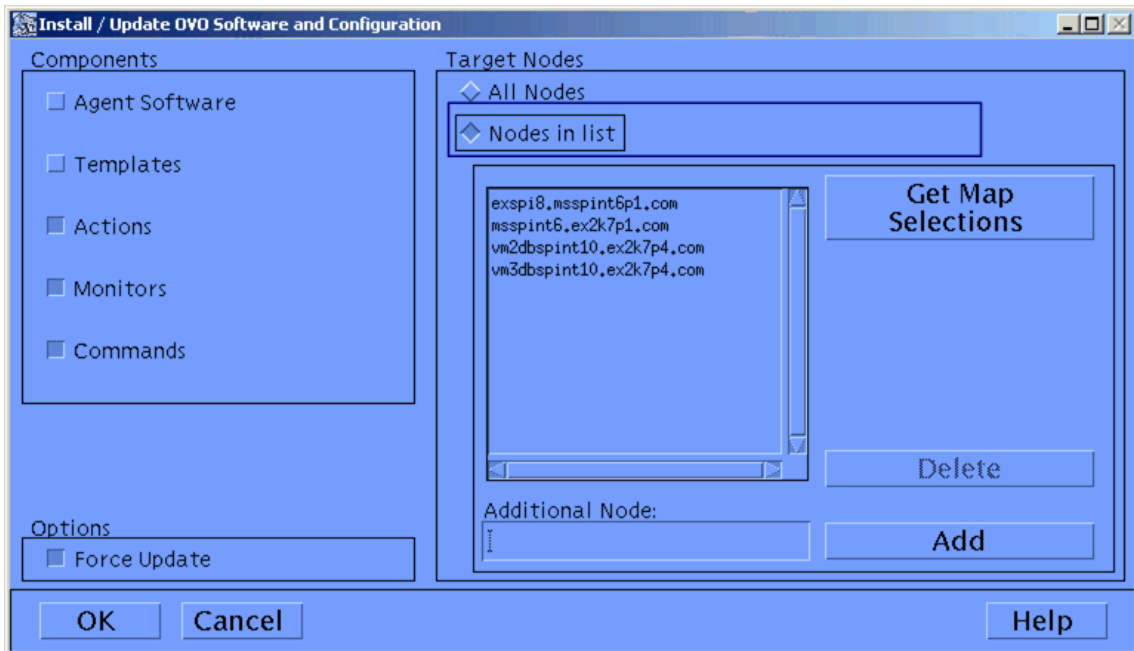 Install / Update OVO Software and Configuration
Components
Agent Software
Templates
Actions
Monitors
Commands
Options
Force Update
Target Nodes
All Nodes
Nodes in list
exspi8.msspint6p1.com
msspint6.ex2k7p1.com
vm2dbspint10.ex2k7p4.com
vm3dbspint10.ex2k7p4.com
Get Map
Selections
Delete
Additional Node:
Add
OK
Cancel
Help